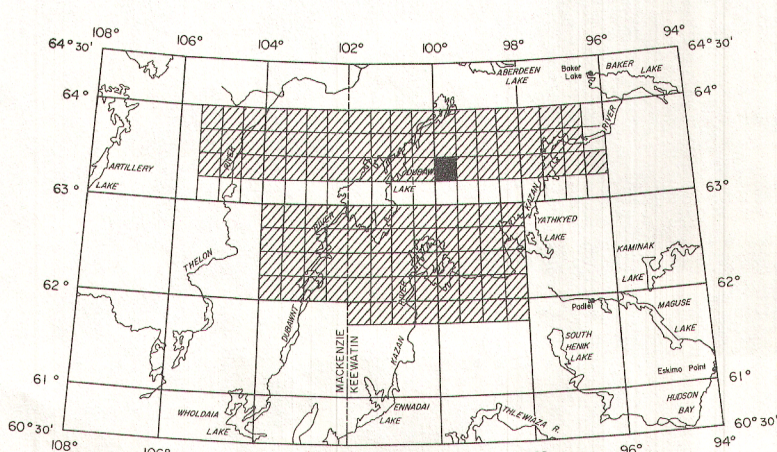 108° 106° 104° 102° 100° 98° 96° 94°
64° 30' 64° 30'
ABERDEEN
LAKE
Baker
Lake
BAKER
LAKE
64° 64°
RIVER
RIVER
ARTILLERY
LAKE
DUBAW
LAKE
KAZAN
63° 63°
RIVER
YATHKYED
LAKE
THELON
KAMINAK
LAKE
62° 62°
RIVER
Padlei
MAGUSE
LAKE
DUBAWNT
MACKENZIE
KEEWATIN
KAZAN
SOUTH
HENIK
LAKE
Eskimo Point
61° 61°
WHOLDAIA
LAKE
ENNADAI
LAKE
THLEWIAZA R.
HUDSON
BAY
60° 30' 60° 30'
108° 106° 96° 94°